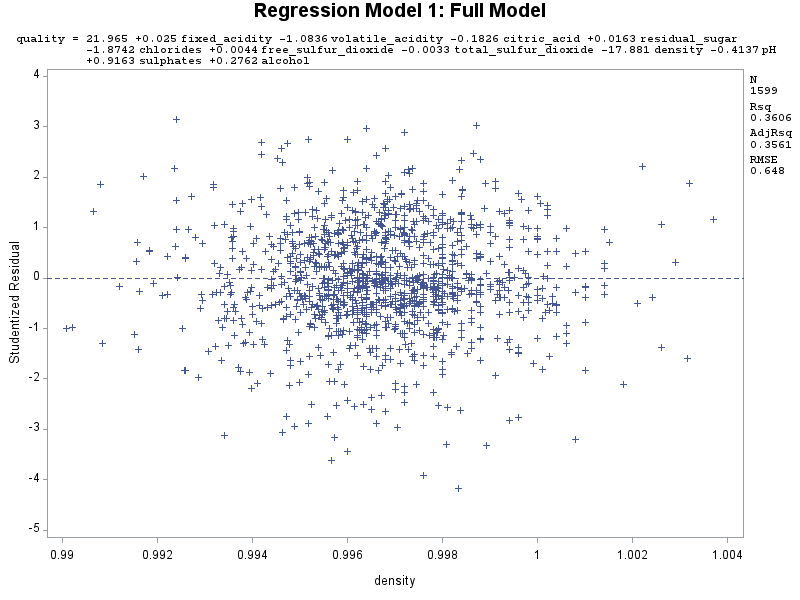 Regression Model 1: Full Model
quality = 21.965 +0.025 fixed_acidity -1.0836 volatile_acidity -0.1826 citric_acid +0.0163 residual_sugar
-1.8742 chlorides +0.0044 free_sulfur_dioxide -0.0033 total_sulfur_dioxide -17.881 density -0.4137 pH
+0.9163 sulphates +0.2762 alcohol
N
1599
Rsq
0.3606
AdjRsq
0.3561
RMSE
0.648
Studentized Residual
4
3
2
1
0
-1
-2
-3
-4
-5
0.99 0.992 0.994 0.996 0.998 1 1.002 1.004
density